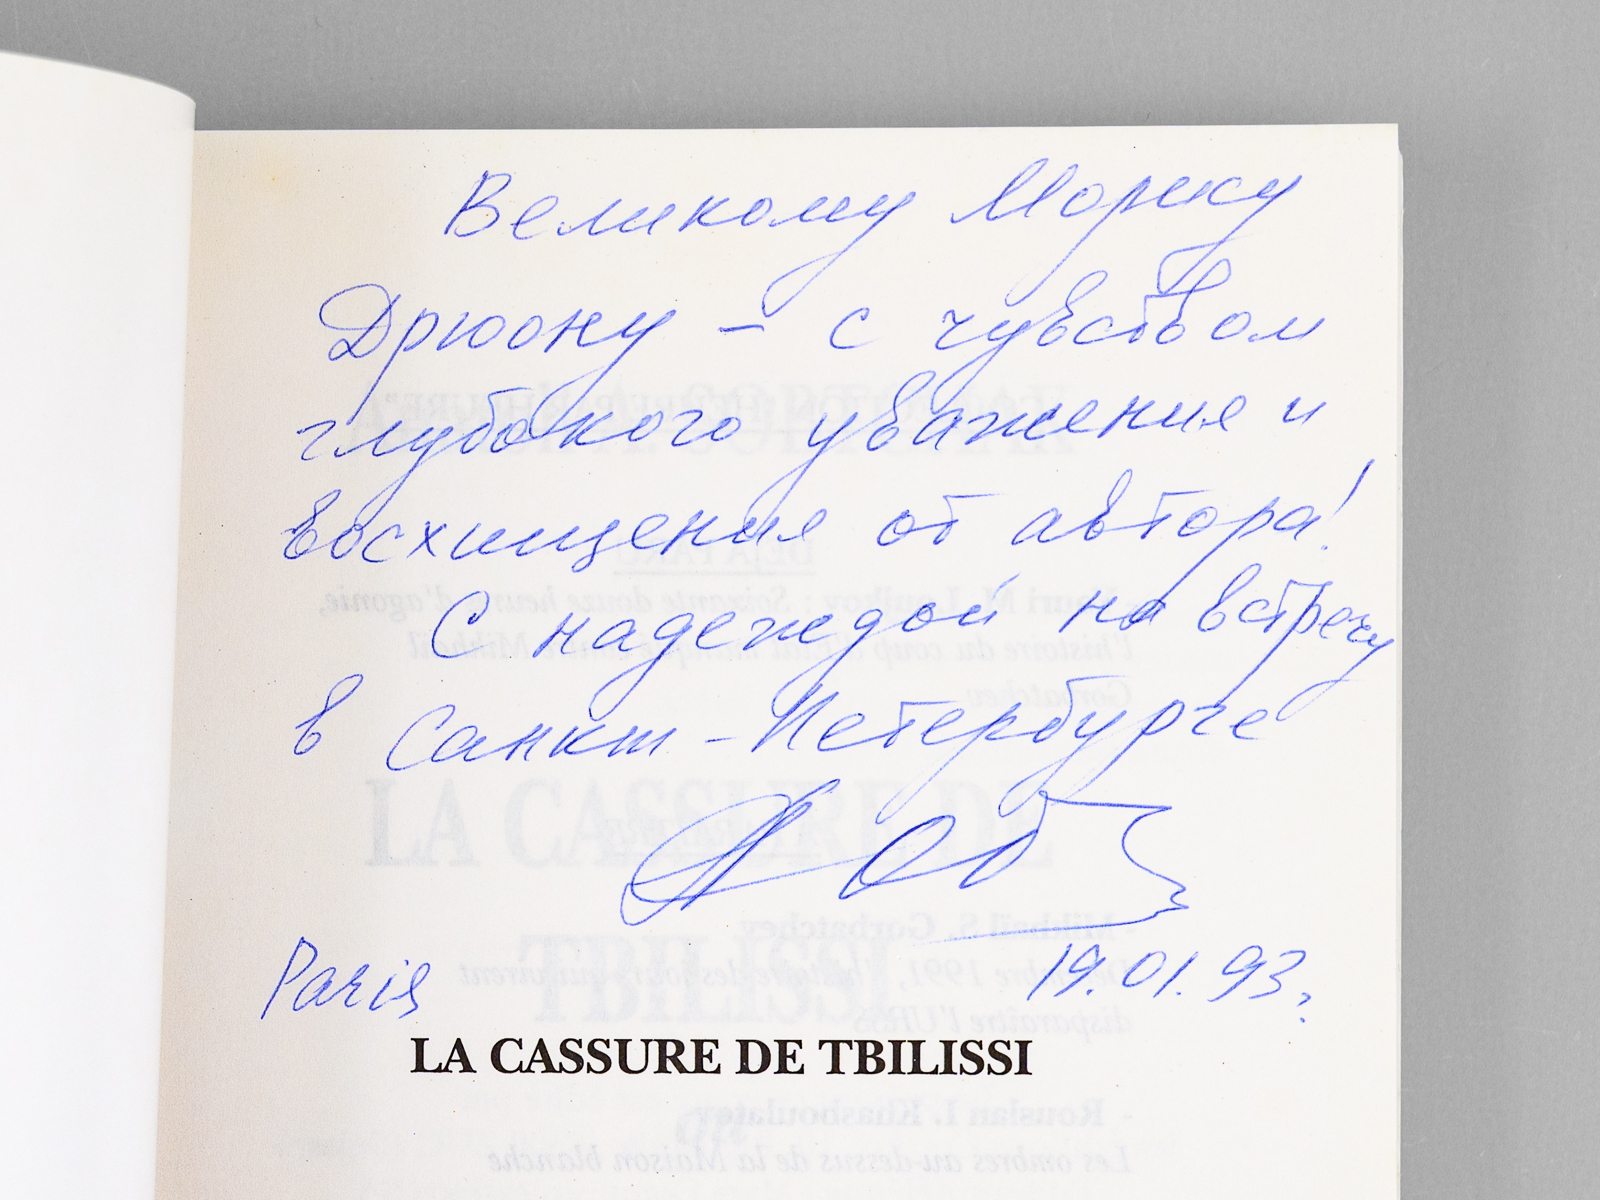 Великому Морису
Дрюону – с чувством
глубокого уважения и
восхищения от автора!
С надеждой на встречу
в Санкт-Петербурге
Paris 19.01.93г.
LA CASSURE DE TBILISSI